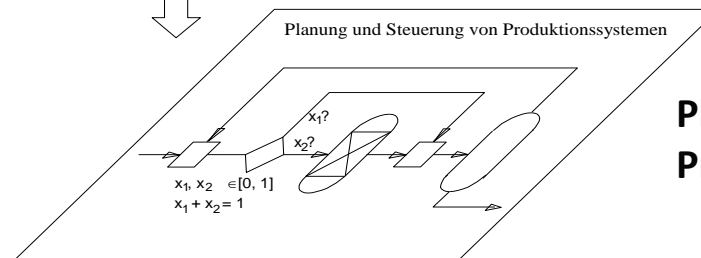 Planung und Steuerung von Produktionssystemen
x₁?
x₂?
x₁, x₂ ∈[0, 1]
x₁ + x₂ = 1